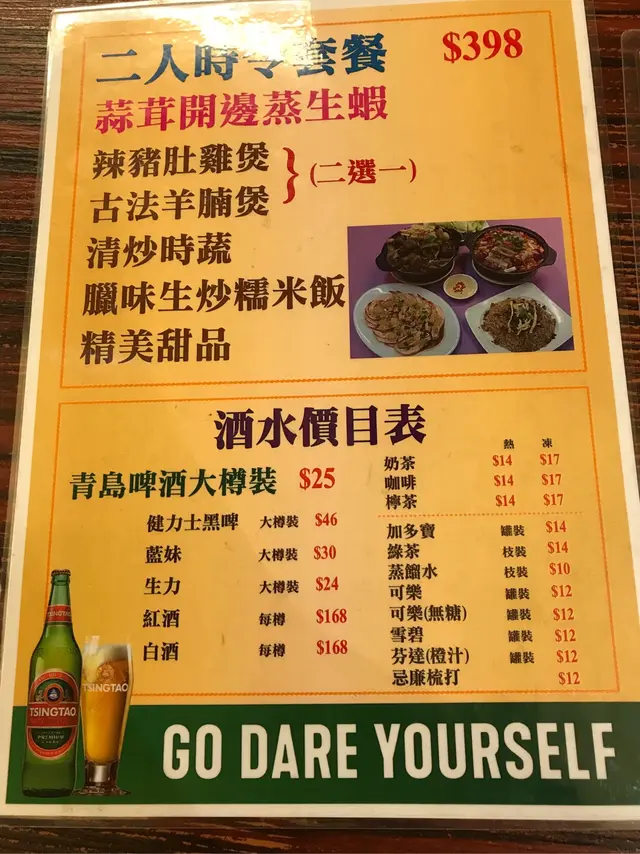 二人時令套餐 $398
蒜茸開邊蒸生蝦
辣豬肚雞煲
古法羊腩煲
(二選一)
清炒時蔬
臘味生炒糯米飯
精美甜品
酒水價目表
青島啤酒大樽裝 $25
健力士黑啤 大樽裝 $46
藍妹 大樽裝 $30
生力 大樽裝 $24
紅酒 每樽 $168
白酒 每樽 $168
熱 凍
奶茶 $14 $17
咖啡 $14 $17
檸茶 $14 $17
加多寶 罐裝 $14
綠茶 枝裝 $14
蒸餾水 枝裝 $10
可樂 罐裝 $12
可樂(無糖) 罐裝 $12
雪碧 罐裝 $12
芬達(橙汁) 罐裝 $12
忌廉梳打 $12
TSINGTAO
TSINGTAO
PREMIUM
TSINGTAO
GO DARE YOURSELF